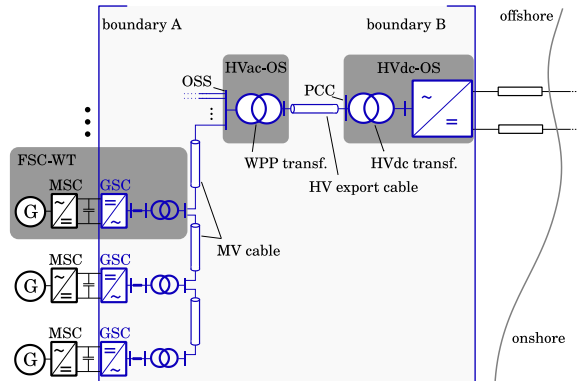 boundary A
boundary B
offshore
HVac-OS
HVdc-OS
OSS
PCC
WPP transf.
HVdc transf.
HV export cable
FSC-WT
MSC
GSC
G
MV cable
MSC
GSC
G
MSC
GSC
G
onshore